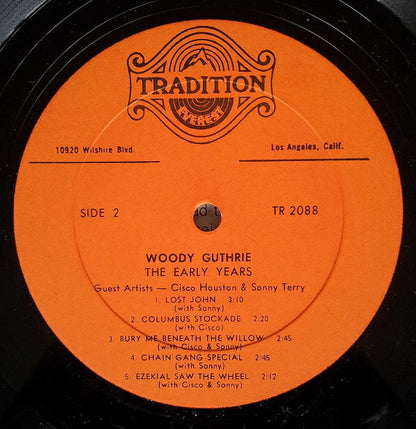 TRADITION
EVEREST
10920 Wilshire Blvd.
Los Angeles, Calif.
SIDE 2
TR 2088
WOODY GUTHRIE
THE EARLY YEARS
Guest Artists — Cisco Houston & Sonny Terry
1. LOST JOHN 3:10
(with Sonny)
2. COLUMBUS STOCKADE 2:20
(with Cisco)
3. BURY ME BENEATH THE WILLOW 2:45
(with Cisco & Sonny)
4. CHAIN GANG SPECIAL 2:45
(with Cisco & Sonny)
5. EZEKIAL SAW THE WHEEL 2:12
(with Cisco & Sonny)